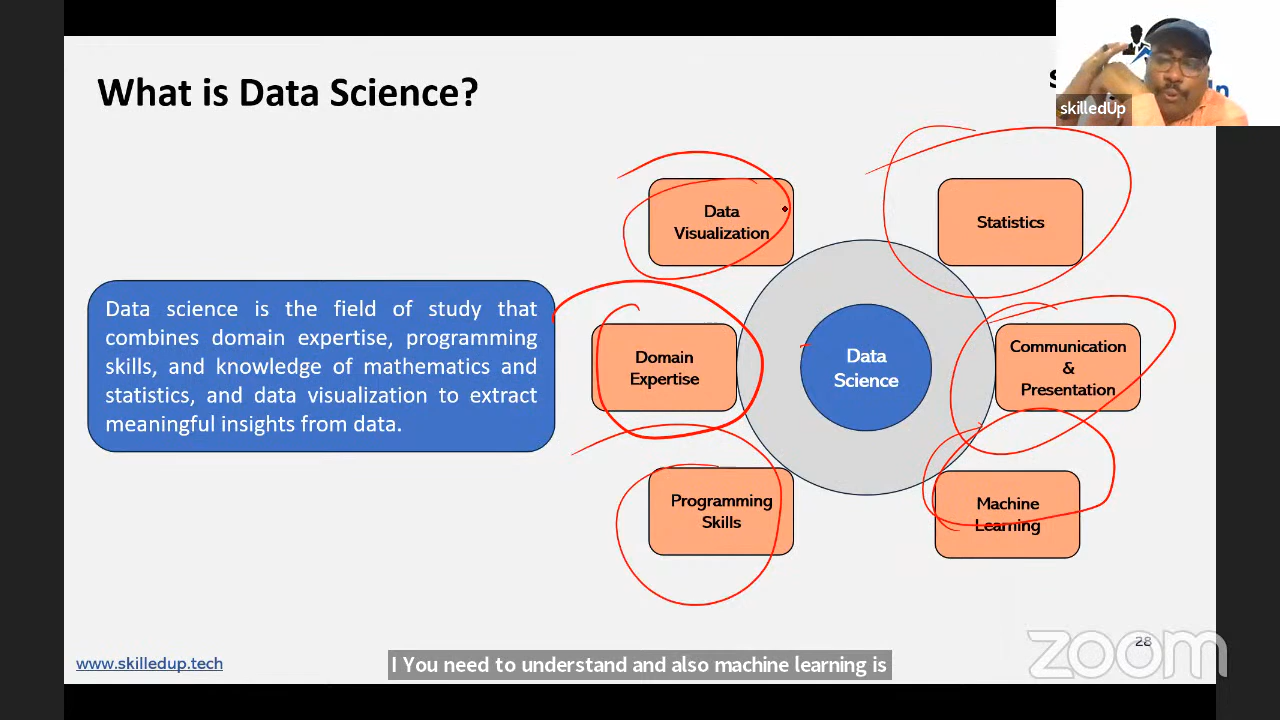 What is Data Science?
skilledUp
Data
Visualization
Statistics
Data science is the field of study that
combines domain expertise, programming
skills, and knowledge of mathematics and
statistics, and data visualization to extract
meaningful insights from data.
Domain
Expertise
Data
Science
Communication
&
Presentation
Programming
Skills
Machine
Learning
www.skilledup.tech
I You need to understand and also machine learning is
28
zoom